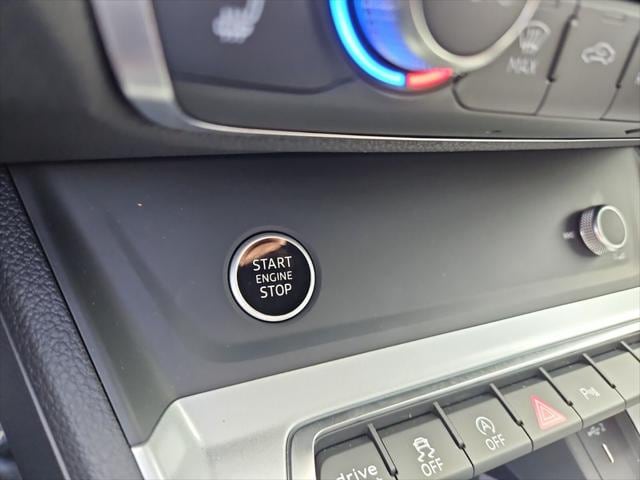 MAX
START
ENGINE
STOP
drive
OFF
OFF
P